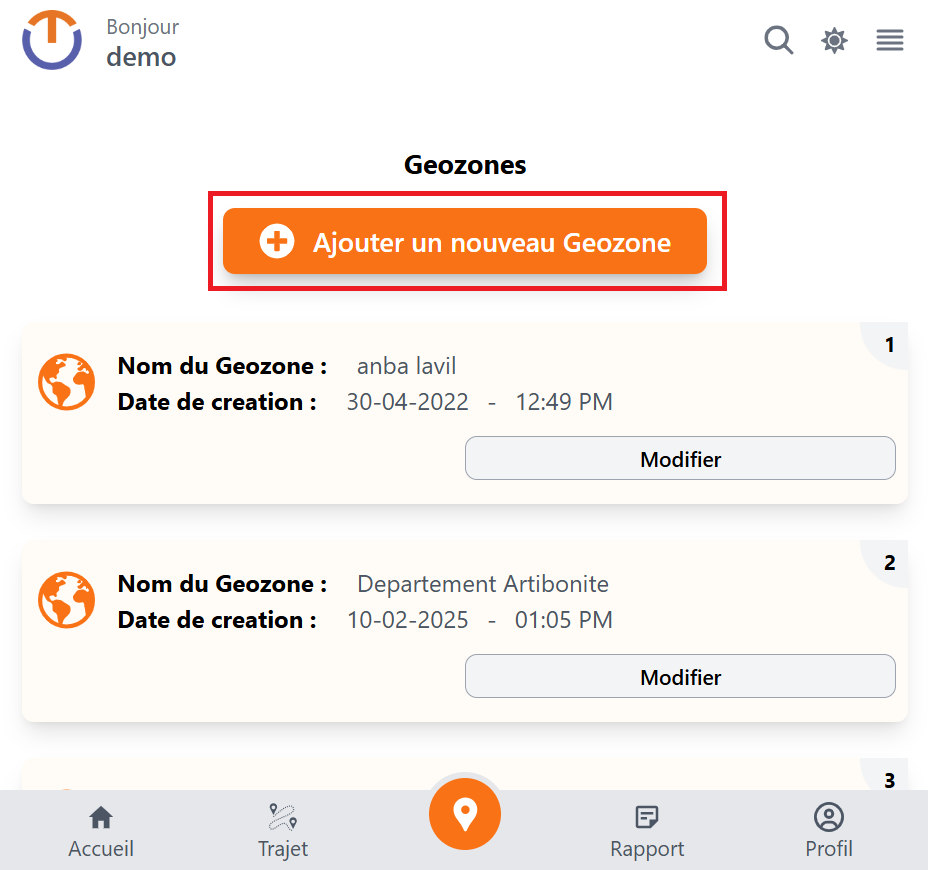 Bonjour
demo
Geozones
Ajouter un nouveau Geozone
1
Nom du Geozone : anba lavil
Date de creation : 30-04-2022 - 12:49 PM
Modifier
2
Nom du Geozone : Departement Artibonite
Date de creation : 10-02-2025 - 01:05 PM
Modifier
3
Accueil Trajet Rapport Profil